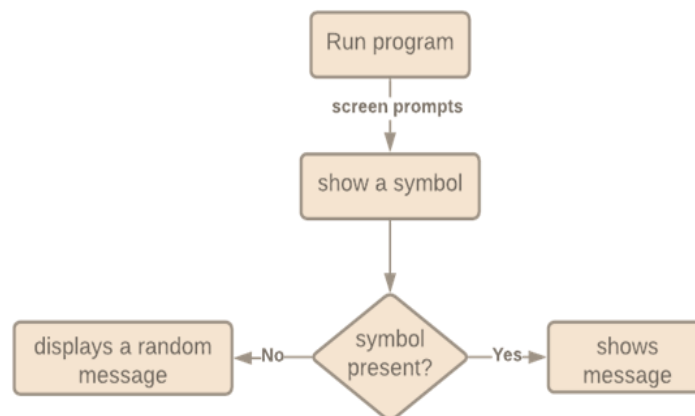 Run program
screen prompts
show a symbol
symbol
present?
No
Yes
displays a random
message
shows
message